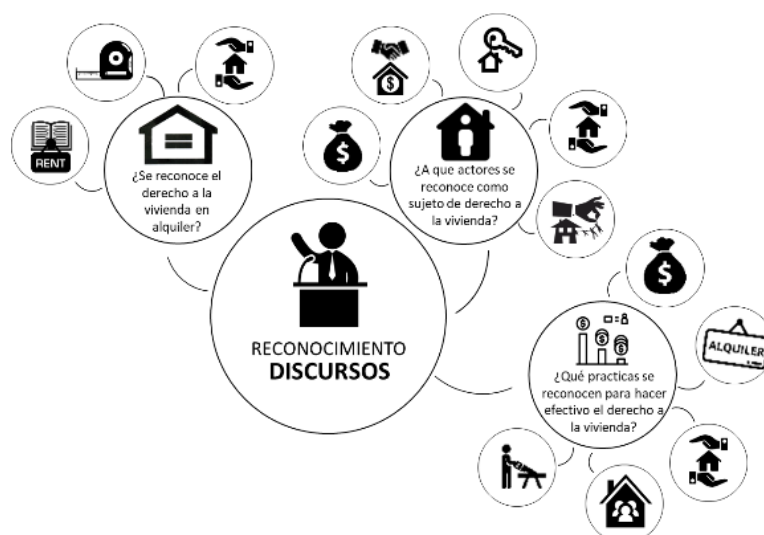 RENT
¿Se reconoce el
derecho a la
vivienda en
alquiler?
$
$
¿A que actores se
reconoce como
sujeto de derecho a
la vivienda?
RECONOCIMIENTO
DISCURSOS
$
$
$
$
¿Qué practicas se
reconocen para hacer
efectivo el derecho a
la vivienda?
ALQUILER